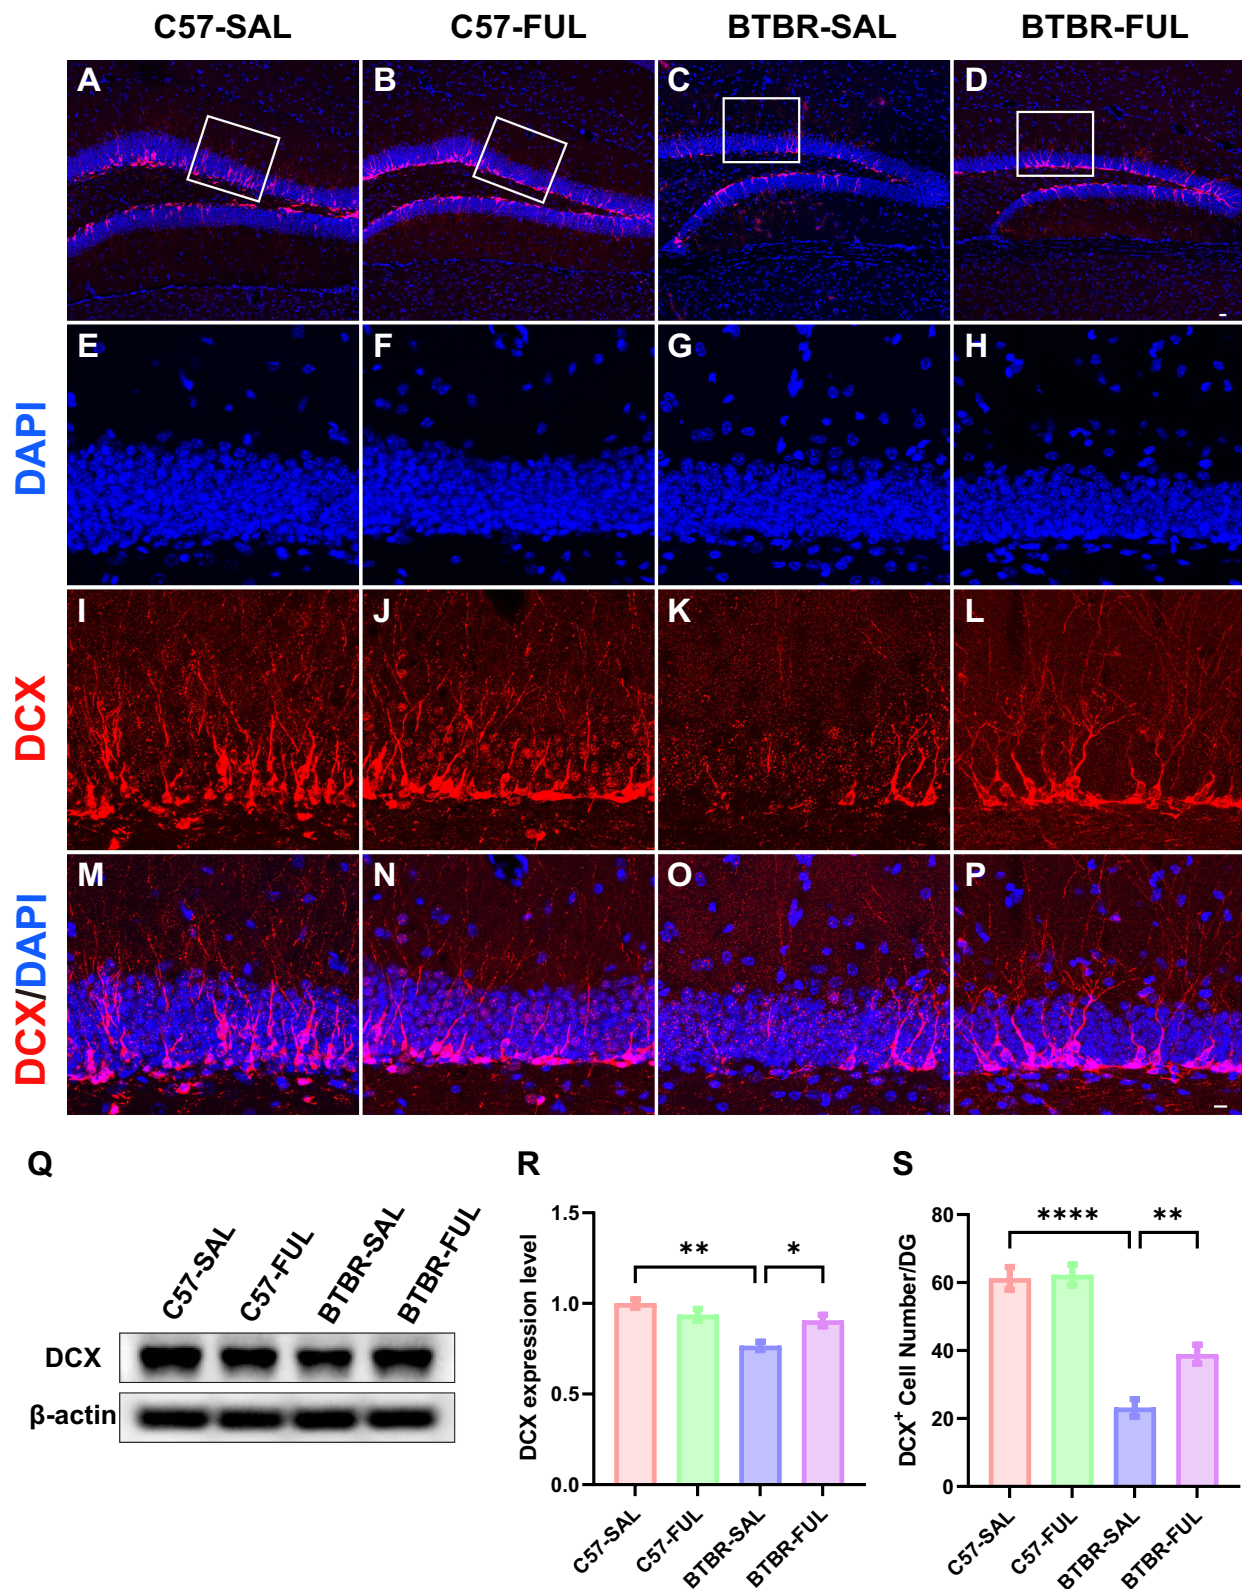 C57-SAL C57-FUL BTBR-SAL BTBR-FUL
A B C D
DAPI
E F G H
DCX
I J K L
DCX/DAPI
M N O P
Q
C57-SAL C57-FUL BTBR-SAL BTBR-FUL
DCX
β-actin
R
DCX expression level
1.5
1.0
0.5
0.0
** *
C57-SAL C57-FUL BTBR-SAL BTBR-FUL
S
DCX⁺ Cell Number/DG
80
60
40
20
0
**** **
C57-SAL C57-FUL BTBR-SAL BTBR-FUL